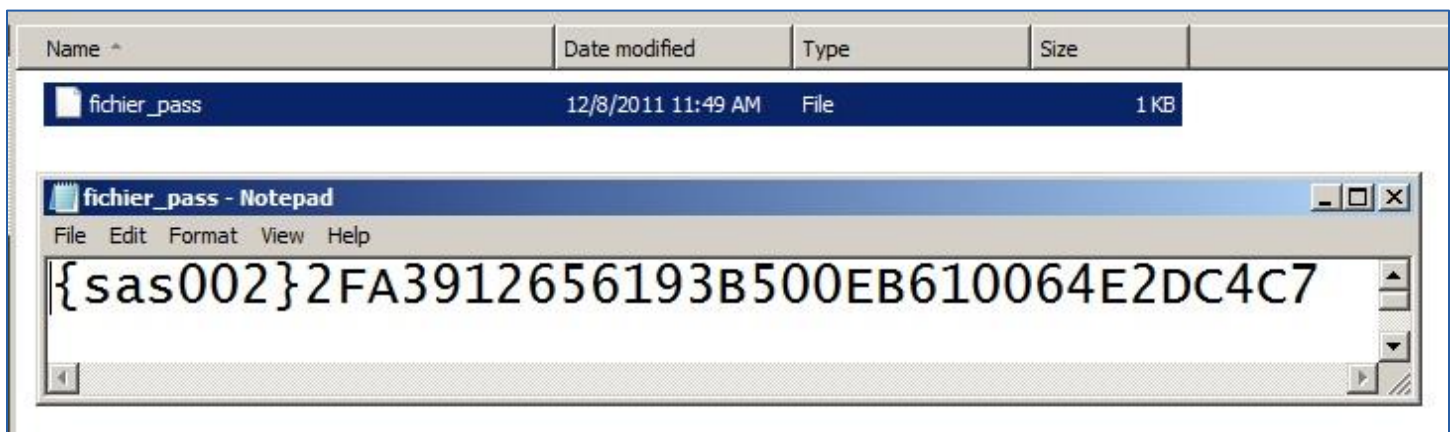 Name Date modified Type Size
fichier_pass 12/8/2011 11:49 AM File 1 KB
fichier_pass - Notepad
File Edit Format View Help
{sas002}2FA3912656193B500EB610064E2DC4C7